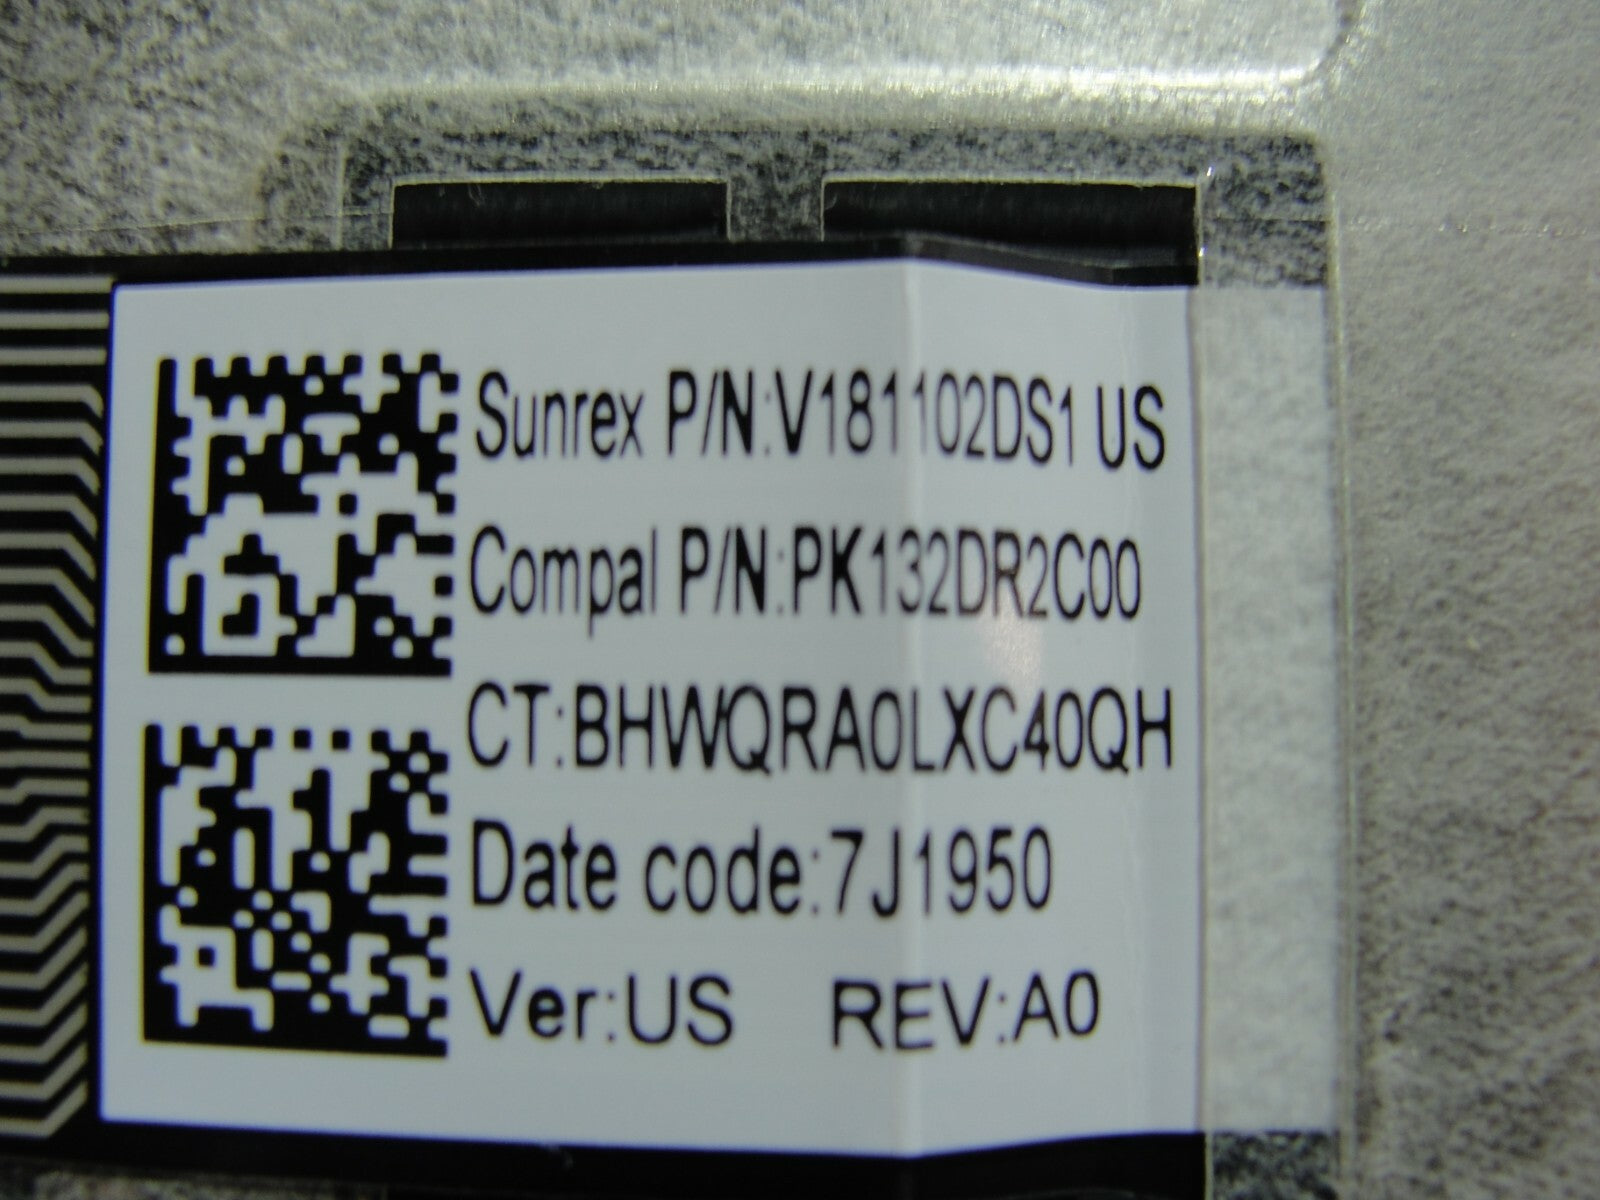 Sunrex P/N:V181102DS1 US
Compal P/N:PK132DR2C00
CT:BHWQRA0LXC40QH
Date code:7J1950
Ver:US REV:A0